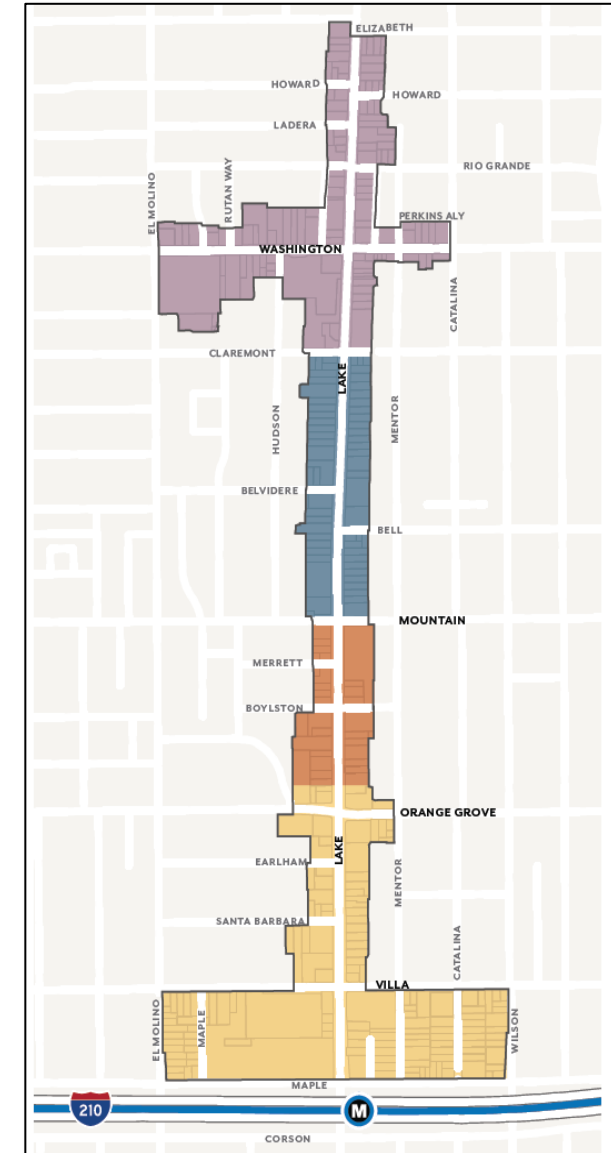 ELIZABETH
HOWARD
HOWARD
LADERA
RIO GRANDE
EL MOLINO
RUTAN WAY
PERKINS ALY
WASHINGTON
CATALINA
CLAREMONT
LAKE
HUDSON
MENTOR
BELVIDERE
BELL
MOUNTAIN
MERRETT
BOYLSTON
ORANGE GROVE
LAKE
EARLHAM
MENTOR
SANTA BARBARA
CATALINA
VILLA
EL MOLINO
MAPLE
WILSON
MAPLE
210
M
CORSON